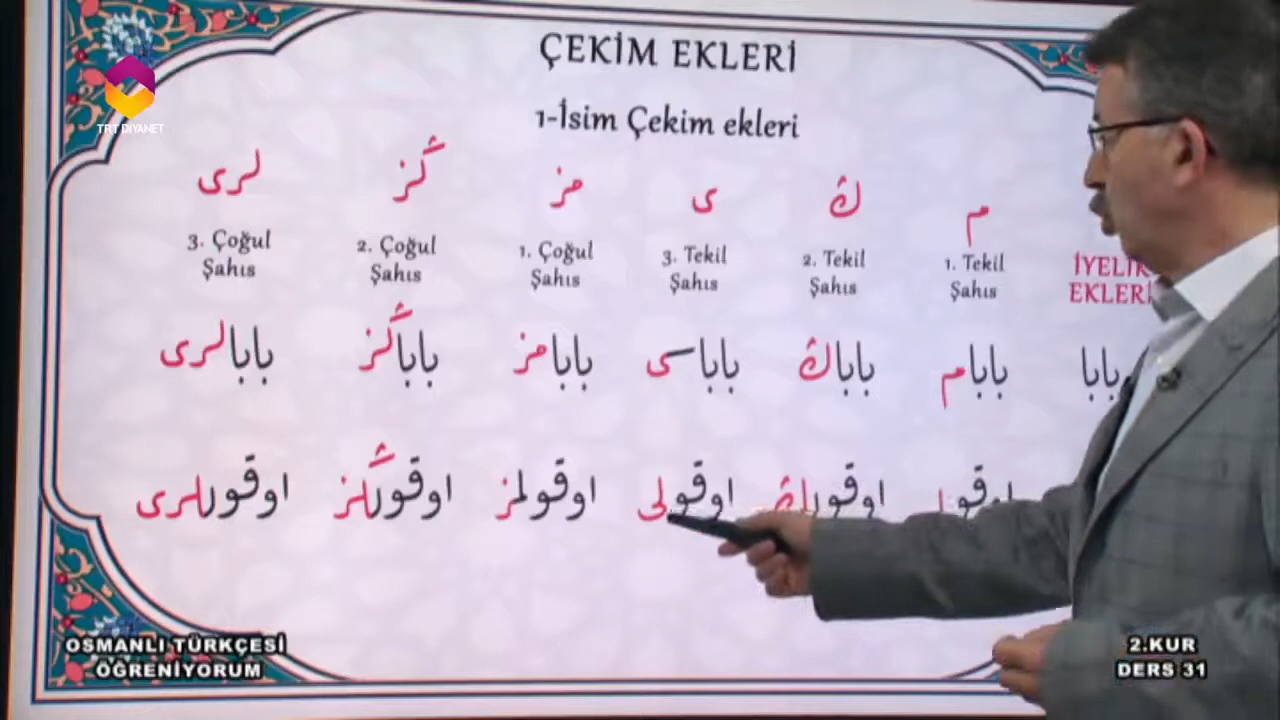 TRT DİYANET
ÇEKİM EKLERİ
1-İsim Çekim ekleri
م ڭ ى مز ڭز لرى
İYELİK EKLERİ
1. Tekil Şahıs
2. Tekil Şahıs
3. Tekil Şahıs
1. Çoğul Şahıs
2. Çoğul Şahıs
3. Çoğul Şahıs
بابا بابام باباڭ باباسى بابامز باباڭز بابالرى
اوقولڭ اوقولى اوقولمز اوقولڭز اوقوللرى
OSMANLI TÜRKÇESİ
ÖĞRENİYORUM
2.KUR
DERS 31